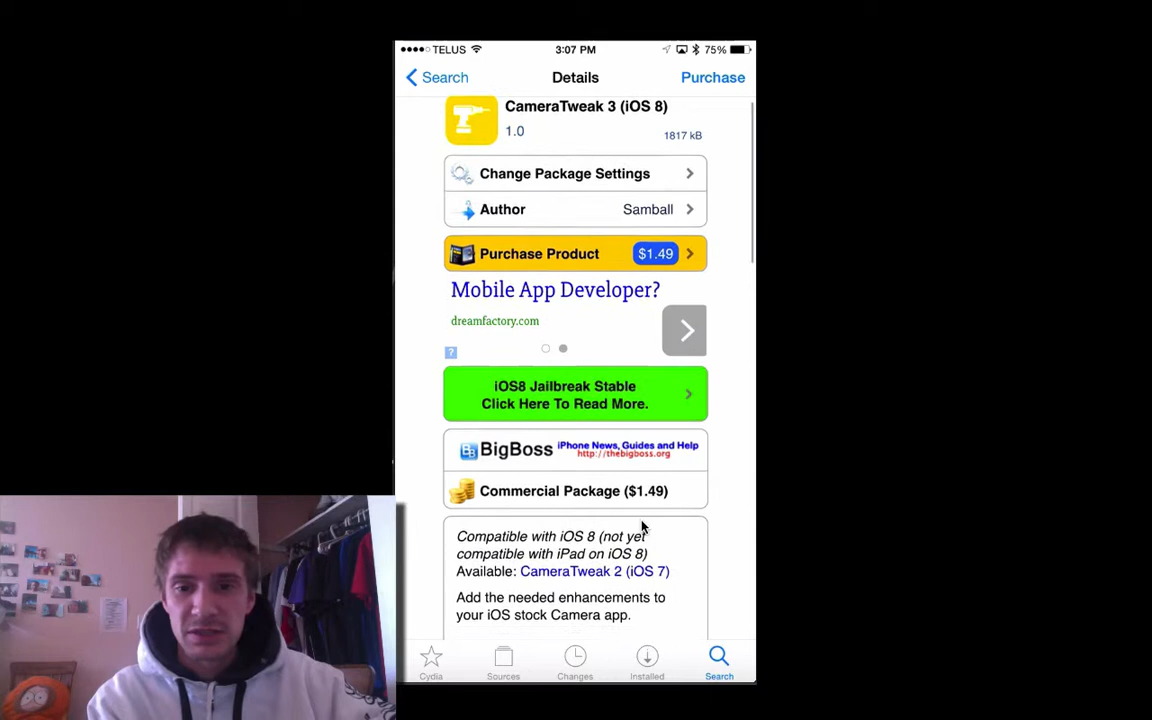 TELUS 3:07 PM 75%
Search Details Purchase
CameraTweak 3 (iOS 8)
1.0 1817 kB
Change Package Settings
Author Samball
Purchase Product $1.49
Mobile App Developer?
dreamfactory.com
?
iOS8 Jailbreak Stable
Click Here To Read More.
BigBoss iPhone News, Guides and Help
http://thebigboss.org
Commercial Package ($1.49)
Compatible with iOS 8 (not yet
compatible with iPad on iOS 8)
Available: CameraTweak 2 (iOS 7)
Add the needed enhancements to
your iOS stock Camera app.
Cydia Sources Changes Installed Search